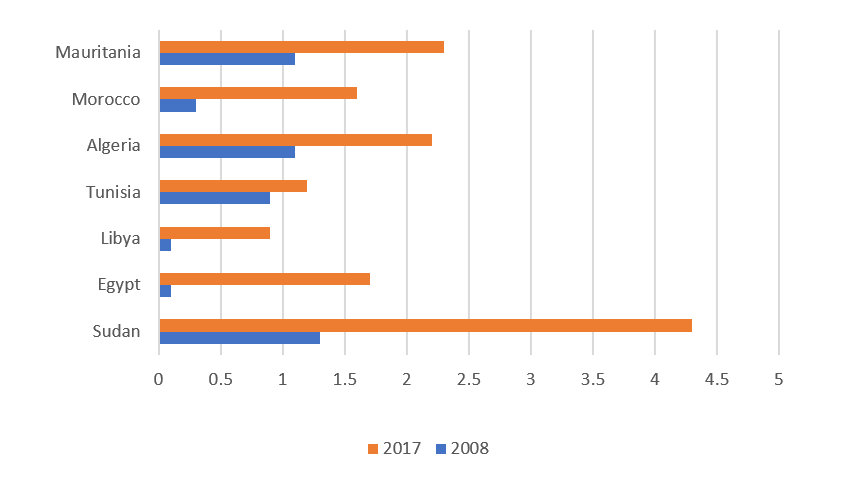 Mauritania
Morocco
Algeria
Tunisia
Libya
Egypt
Sudan
0 0.5 1 1.5 2 2.5 3 3.5 4 4.5 5
2017 2008